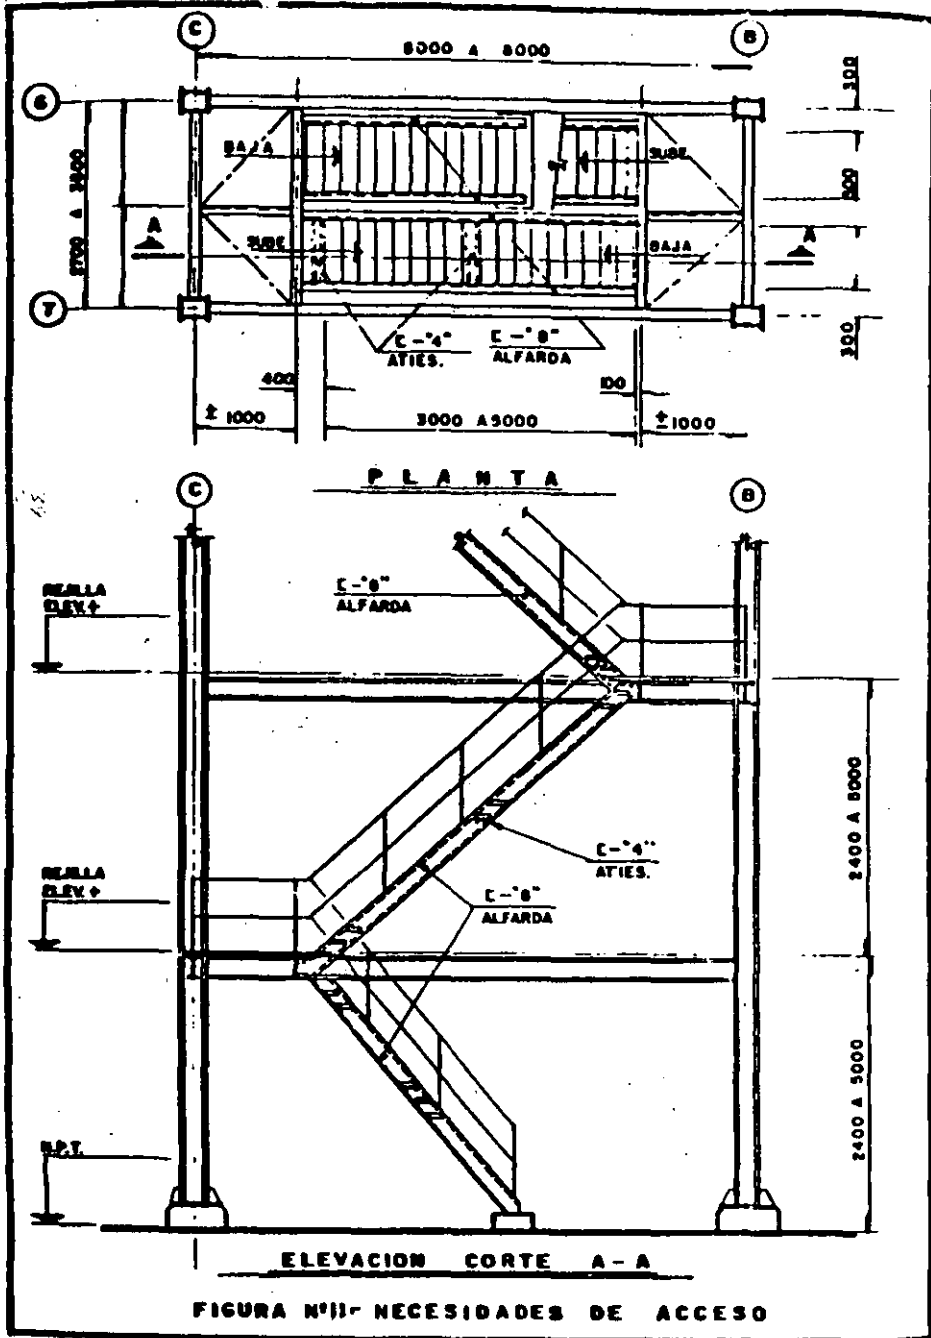 C
B
6000 A 8000
6
300
BAJA
SUBE
2700 A 3600
800
A
SUBE
BAJA
A
7
C-"4"
ATIES.
C-"8"
ALFARDA
300
400
100
± 1000
3000 A 5000
± 1000
PLANTA
C
B
C-"8"
ALFARDA
REJILLA
ELEV.+
C-"4"
ATIES.
2400 A 5000
REJILLA
ELEV.+
C-"8"
ALFARDA
2400 A 5000
N.P.T.
ELEVACION CORTE A-A
FIGURA Nº11- NECESIDADES DE ACCESO